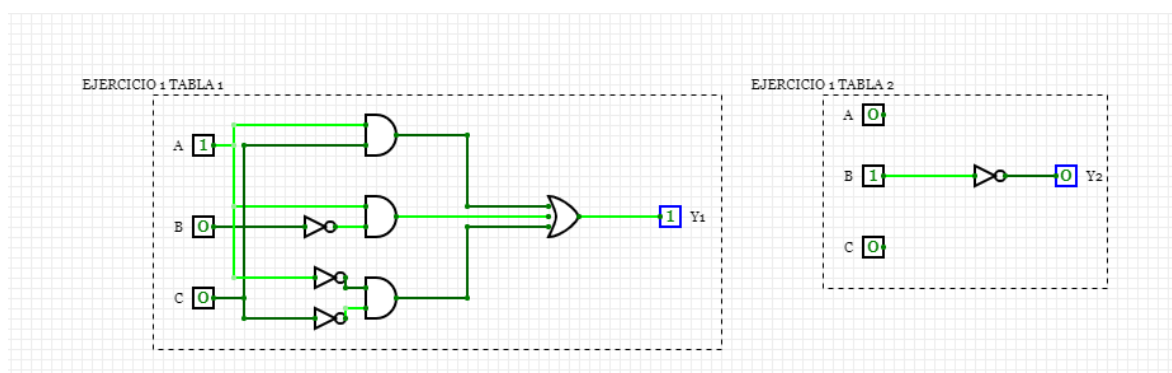 EJERCICIO 1 TABLA 1
A 1
B 0
C 0
1 Y1
EJERCICIO 1 TABLA 2
A 0
B 1
0 Y2
C 0